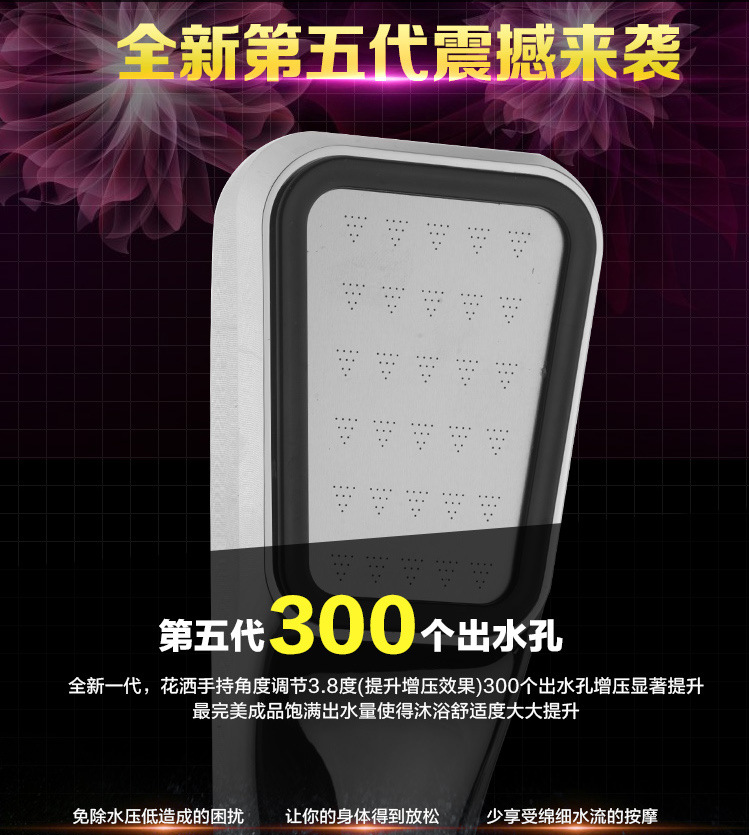 全新第五代震撼来袭
第五代300个出水孔
全新一代，花洒手持角度调节3.8度(提升增压效果)300个出水孔增压显著提升
最完美成品饱满出水量使得沐浴舒适度大大提升
免除水压低造成的困扰 让你的身体得到放松 少享受绵细水流的按摩